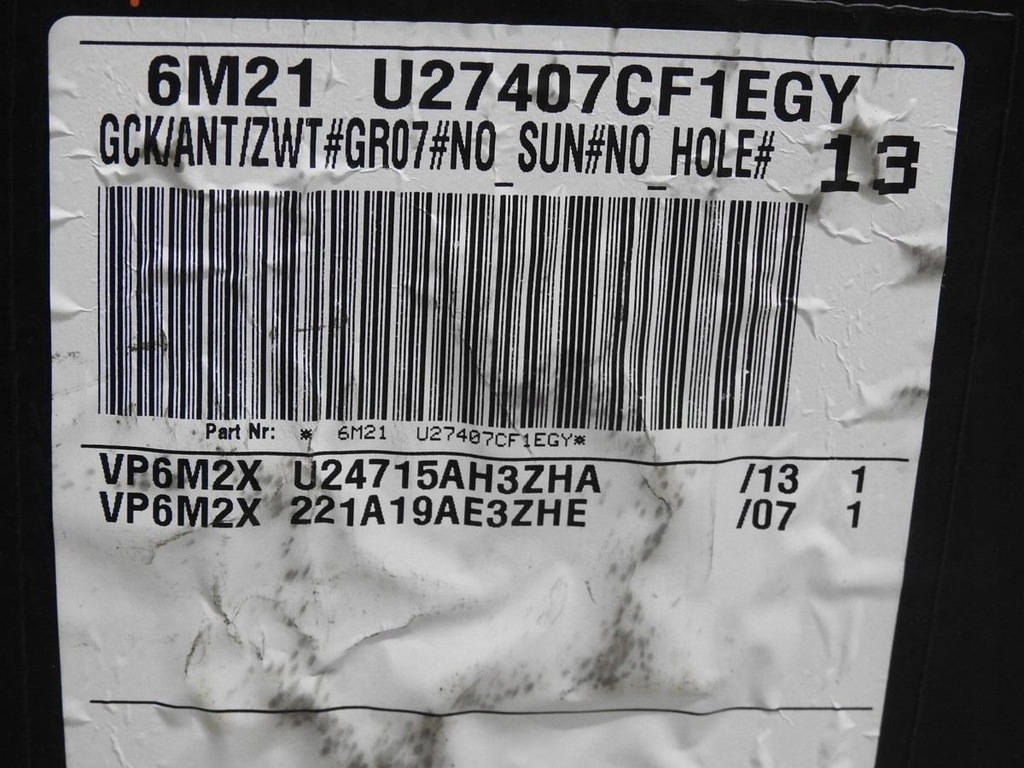 6M21 U27407CF1EGY
GCK/ANT/ZWT#GR07#NO_SUN#NO_HOLE# 13
Part Nr: * 6M21 U27407CF1EGY*
VP6M2X U24715AH3ZHA /13 1
VP6M2X 221A19AE3ZHE /07 1